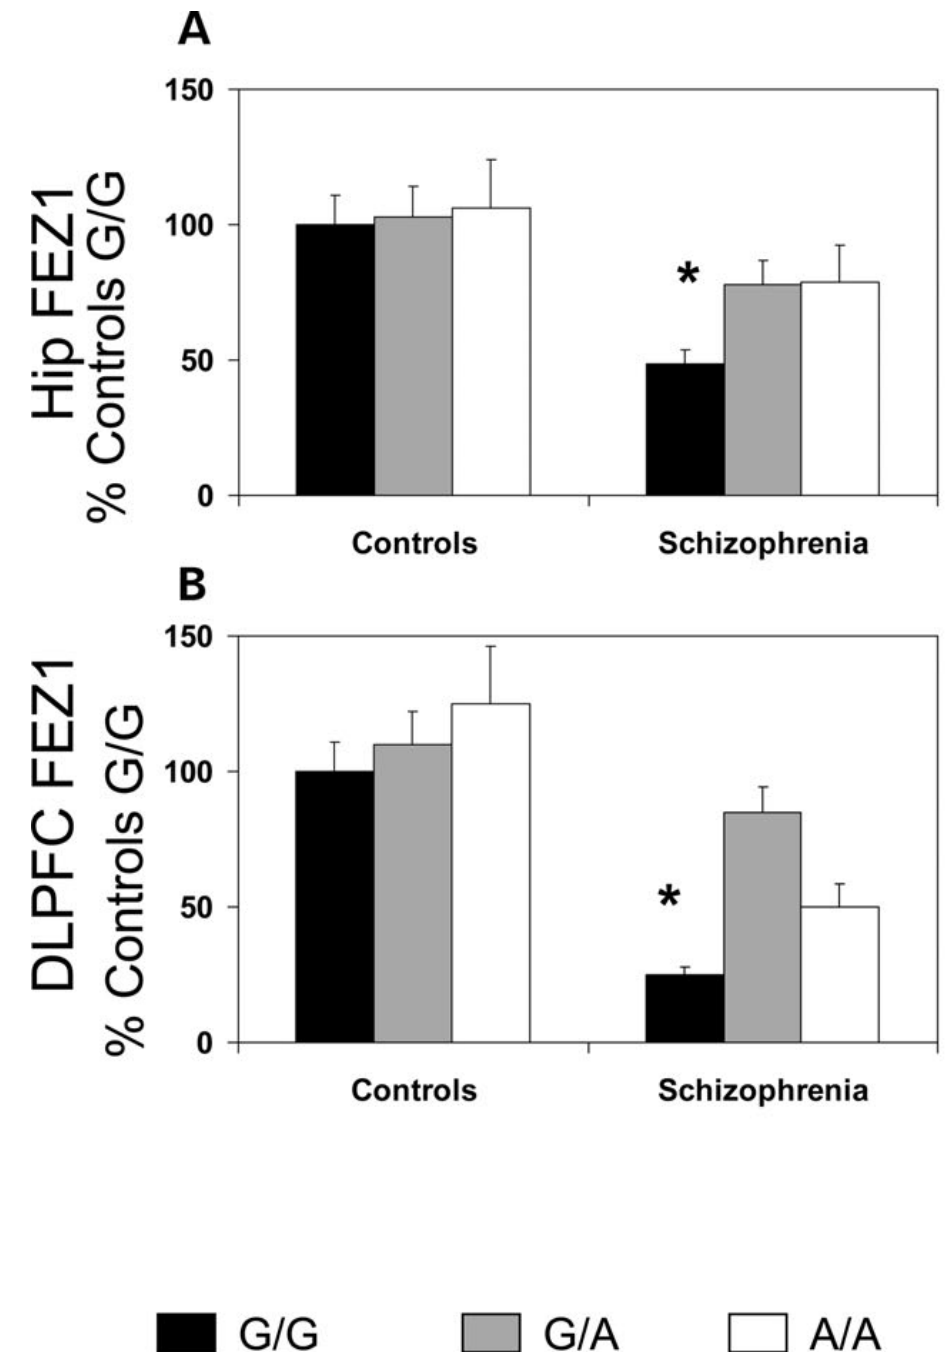 A
150
100
50
0
Hip FEZ1
% Controls G/G
*
Controls
Schizophrenia
B
150
100
50
0
DLPFC FEZ1
% Controls G/G
*
Controls
Schizophrenia
G/G
G/A
A/A